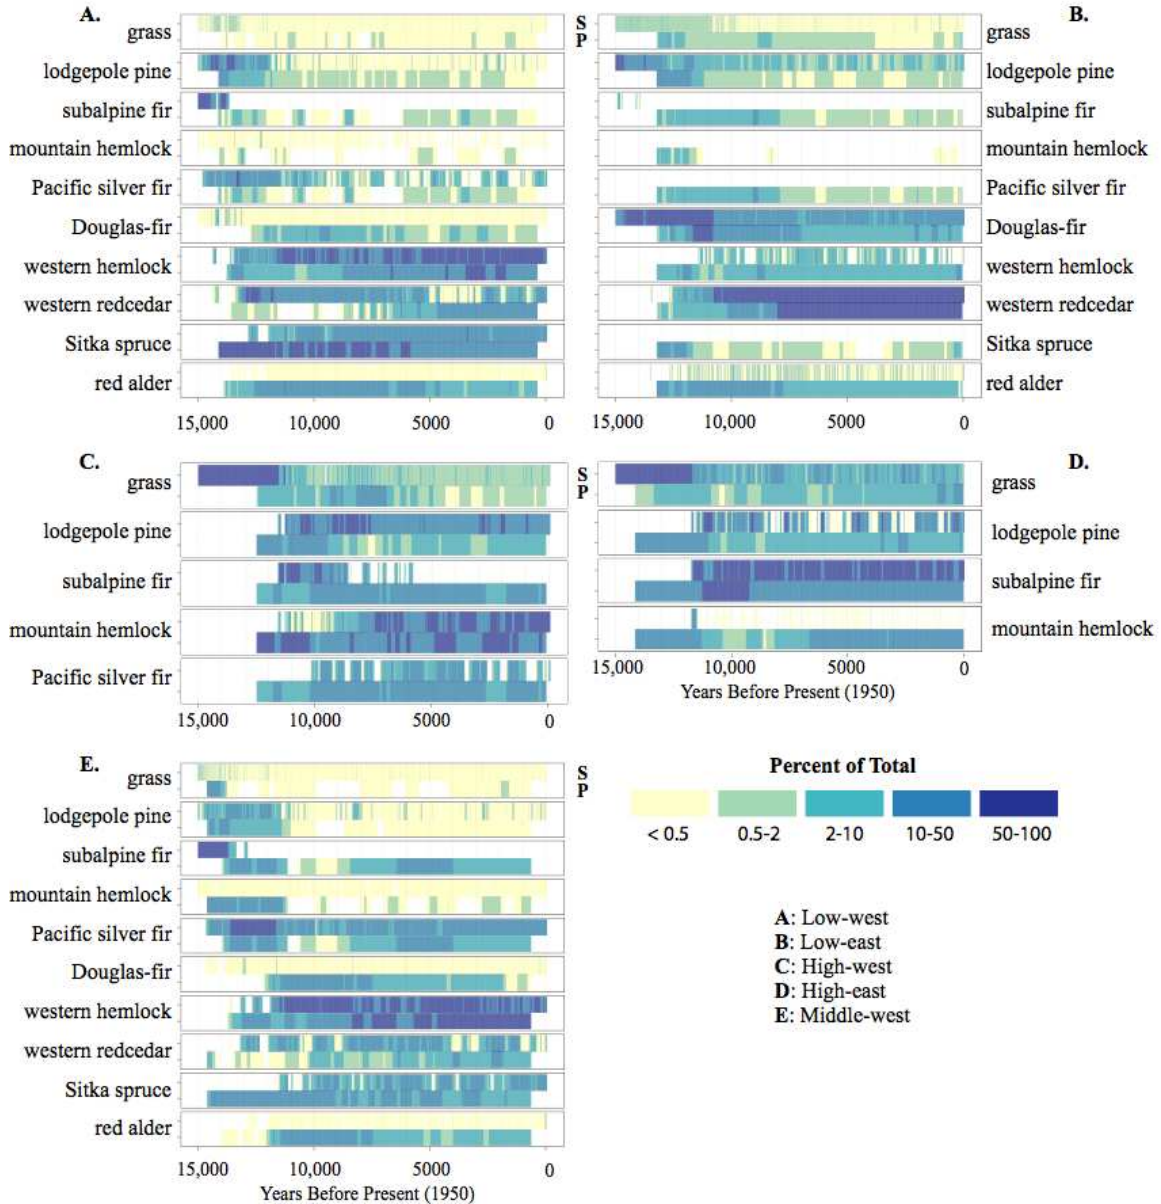 A.
grass
lodgepole pine
subalpine fir
mountain hemlock
Pacific silver fir
Douglas-fir
western hemlock
western redcedar
Sitka spruce
red alder
15,000 10,000 5000 0
S
P
B.
grass
lodgepole pine
subalpine fir
mountain hemlock
Pacific silver fir
Douglas-fir
western hemlock
western redcedar
Sitka spruce
red alder
15,000 10,000 5000 0
C.
grass
lodgepole pine
subalpine fir
mountain hemlock
Pacific silver fir
15,000 10,000 5000 0
S
P
D.
grass
lodgepole pine
subalpine fir
mountain hemlock
15,000 10,000 5000 0
Years Before Present (1950)
E.
grass
lodgepole pine
subalpine fir
mountain hemlock
Pacific silver fir
Douglas-fir
western hemlock
western redcedar
Sitka spruce
red alder
15,000 10,000 5000 0
Years Before Present (1950)
S
P
Percent of Total
< 0.5 0.5-2 2-10 10-50 50-100
A: Low-west
B: Low-east
C: High-west
D: High-east
E: Middle-west